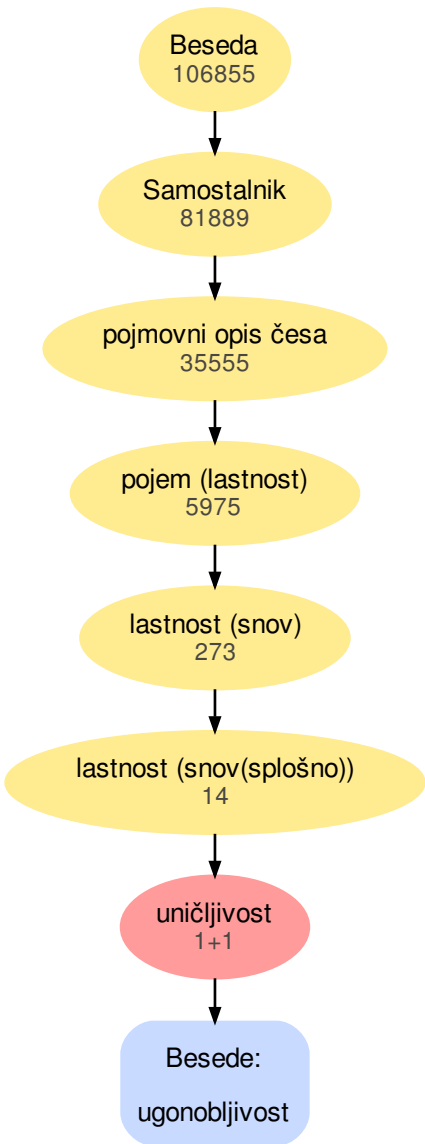 Beseda
106855
Samostalnik
81889
pojmovni opis česa
35555
pojem (lastnost)
5975
lastnost (snov)
273
lastnost (snov(splošno))
14
uničljivost
1+1
Besede:
ugonobljivost